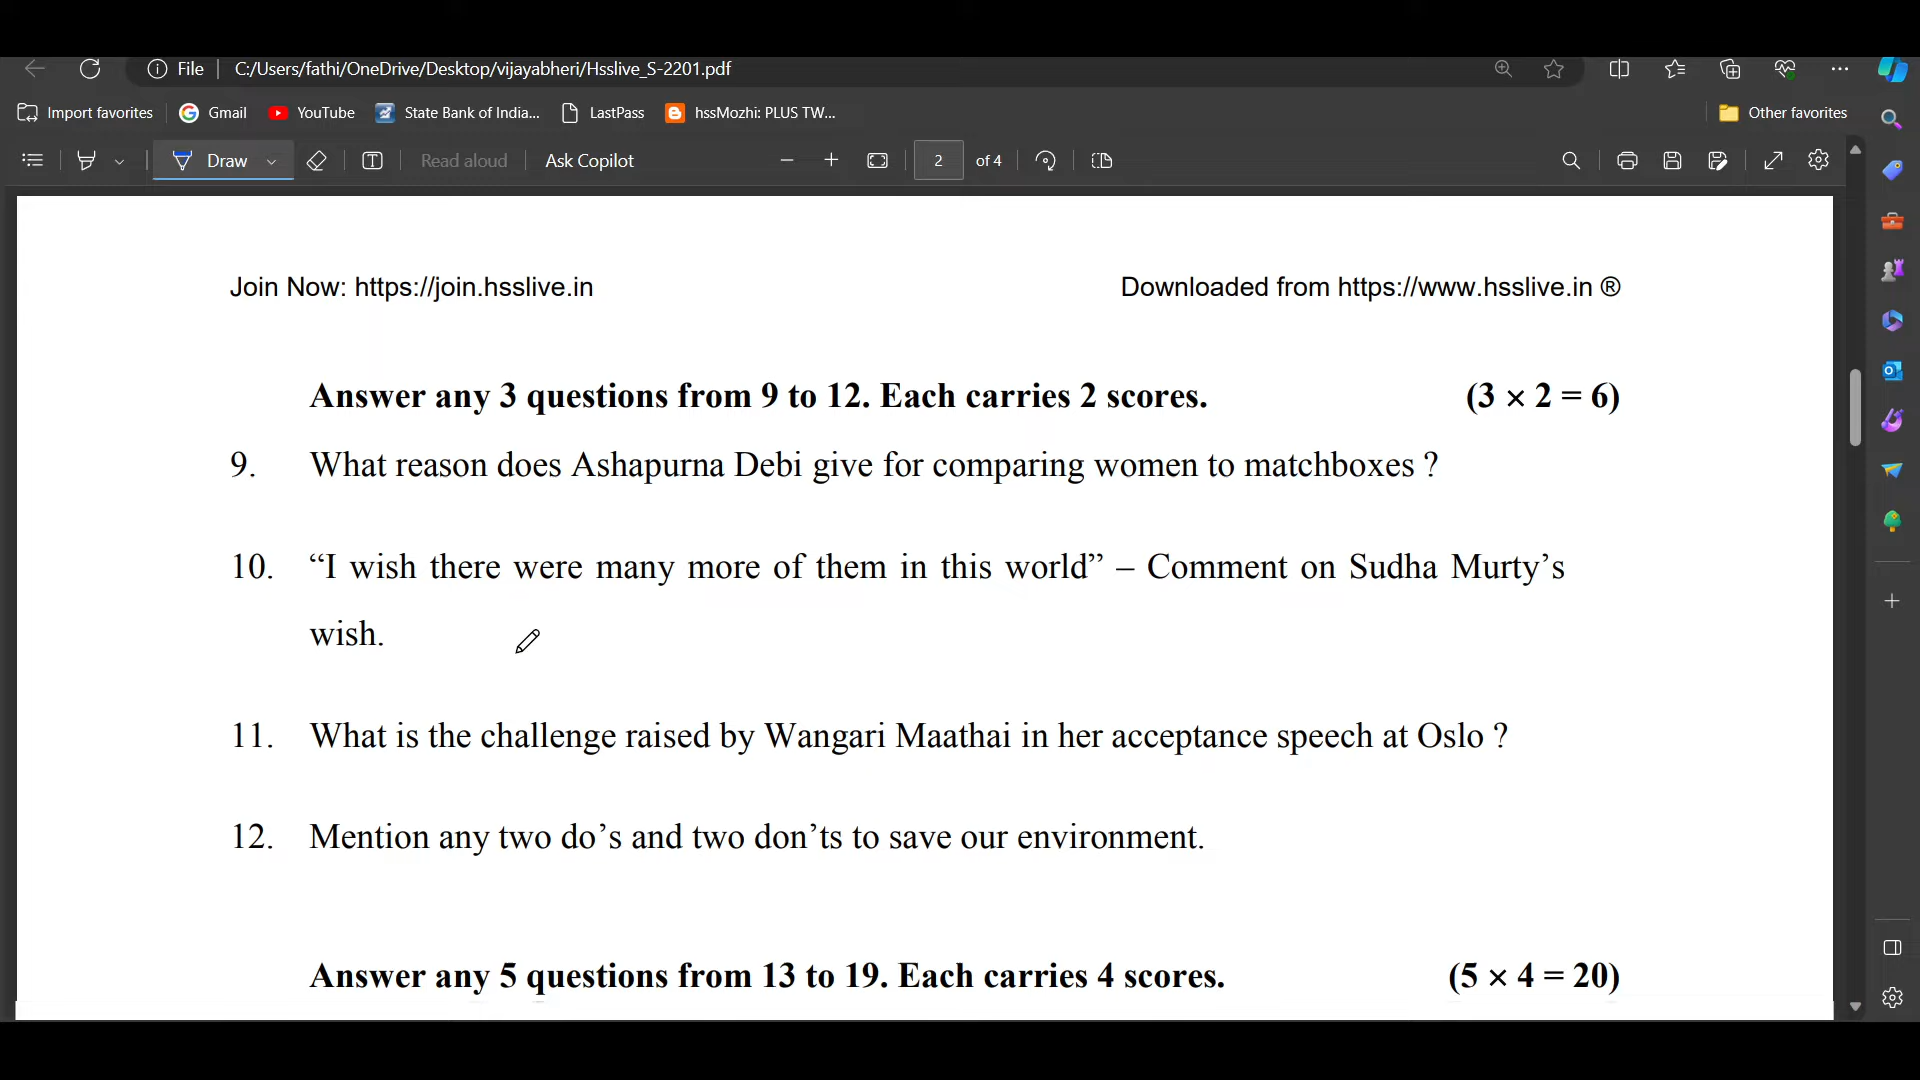 File | C:/Users/fathi/OneDrive/Desktop/vijayabheri/Hsslive_S-2201.pdf
Import favorites Gmail YouTube State Bank of India... LastPass hssMozhi: PLUS TW... Other favorites
Draw Read aloud Ask Copilot 2 of 4
Join Now: https://join.hsslive.in Downloaded from https://www.hsslive.in ®
Answer any 3 questions from 9 to 12. Each carries 2 scores. (3 × 2 = 6)
9. What reason does Ashapurna Debi give for comparing women to matchboxes ?
10. “I wish there were many more of them in this world” – Comment on Sudha Murty’s
wish.
11. What is the challenge raised by Wangari Maathai in her acceptance speech at Oslo ?
12. Mention any two do’s and two don’ts to save our environment.
Answer any 5 questions from 13 to 19. Each carries 4 scores. (5 × 4 = 20)